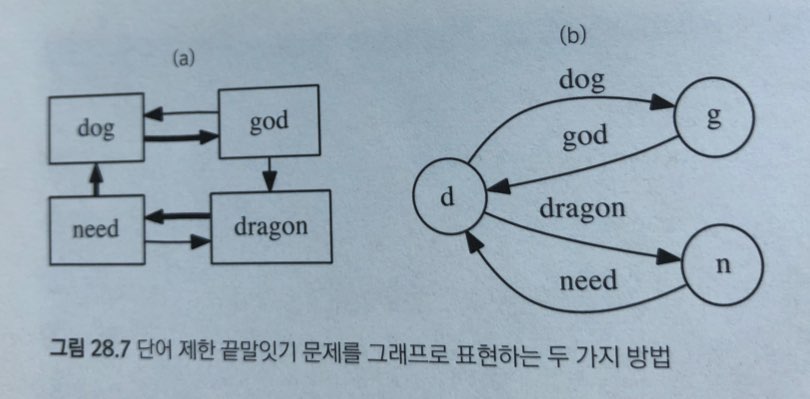 (a)
dog
god
need
dragon
(b)
dog
god
dragon
need
d
g
n
그림 28.7 단어 제한 끝말잇기 문제를 그래프로 표현하는 두 가지 방법